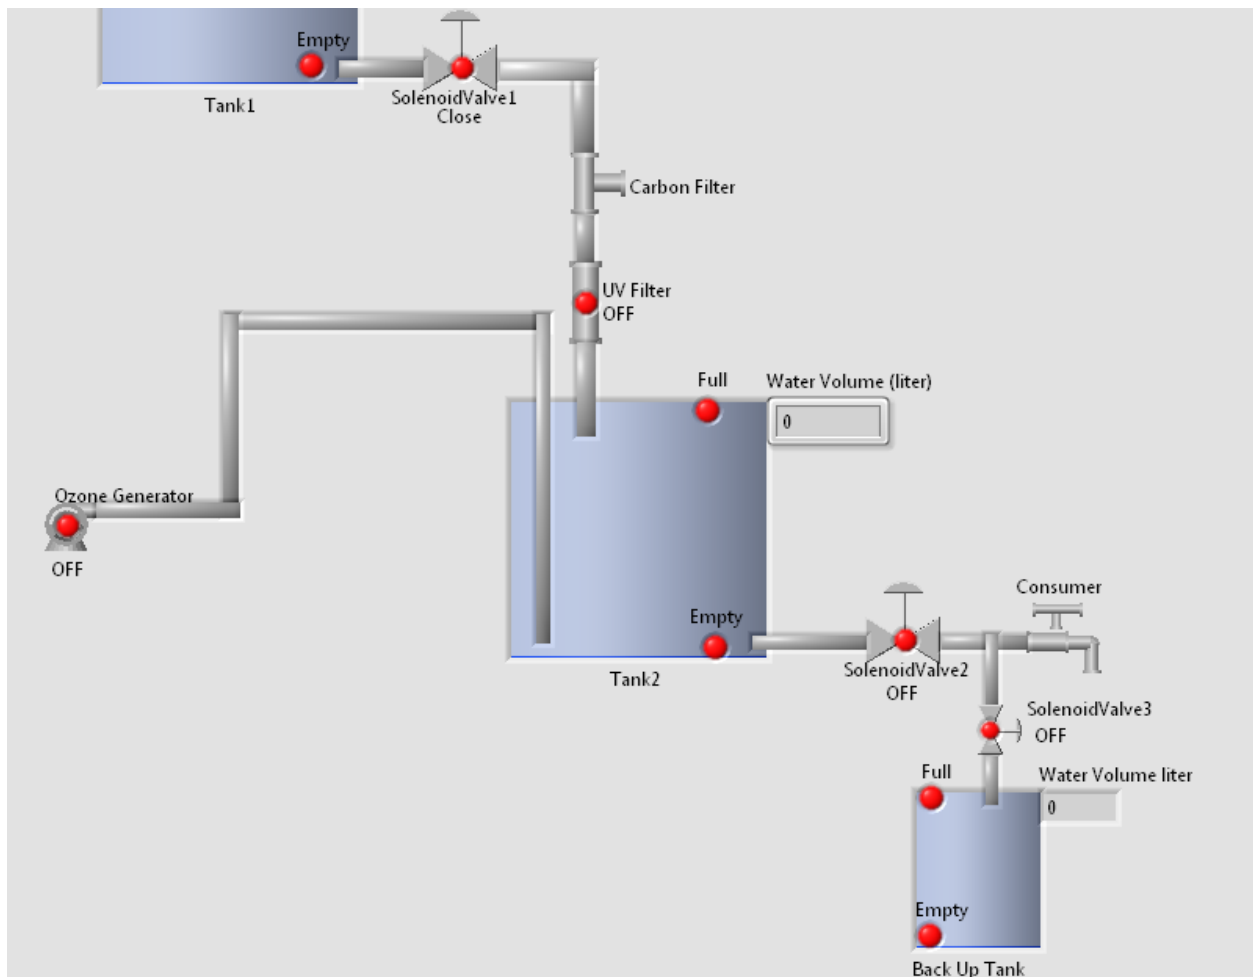 Empty
Tank1
SolenoidValve1
Close
Carbon Filter
UV Filter
OFF
Full
Water Volume (liter)
0
Ozone Generator
OFF
Empty
Tank2
Consumer
SolenoidValve2
OFF
SolenoidValve3
OFF
Full
Water Volume liter
0
Empty
Back Up Tank